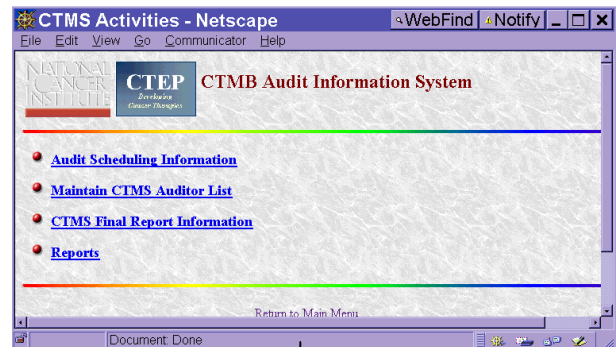 CTMS Activities - Netscape
WebFind Notify
File Edit View Go Communicator Help
NATIONAL
CANCER
INSTITUTE
CTEP
Developing
Cancer Therapies
CTMB Audit Information System
Audit Scheduling Information
Maintain CTMS Auditor List
CTMS Final Report Information
Reports
Return to Main Menu
Document: Done